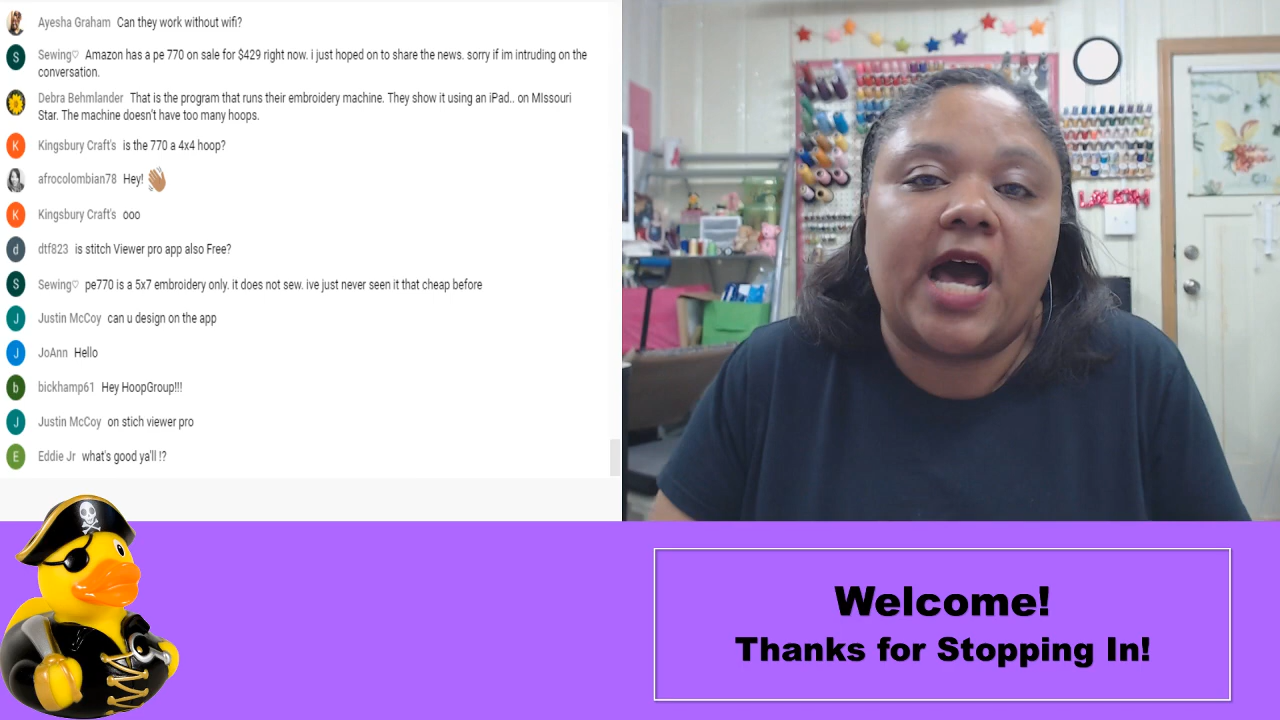 Ayesha Graham Can they work without wifi?
S Sewing♡ Amazon has a pe 770 on sale for $429 right now. i just hoped on to share the news. sorry if im intruding on the
conversation.
Debra Behmlander That is the program that runs their embroidery machine. They show it using an iPad.. on MIssouri
Star. The machine doesn't have too many hoops.
K Kingsbury Craft's is the 770 a 4x4 hoop?
afrocolombian78 Hey! 👋🏽
K Kingsbury Craft's ooo
d dtf823 is stitch Viewer pro app also Free?
S Sewing♡ pe770 is a 5x7 embroidery only. it does not sew. ive just never seen it that cheap before
J Justin McCoy can u design on the app
J JoAnn Hello
b bickhamp61 Hey HoopGroup!!!
J Justin McCoy on stich viewer pro
E Eddie Jr what's good ya'll !?
Welcome!
Thanks for Stopping In!